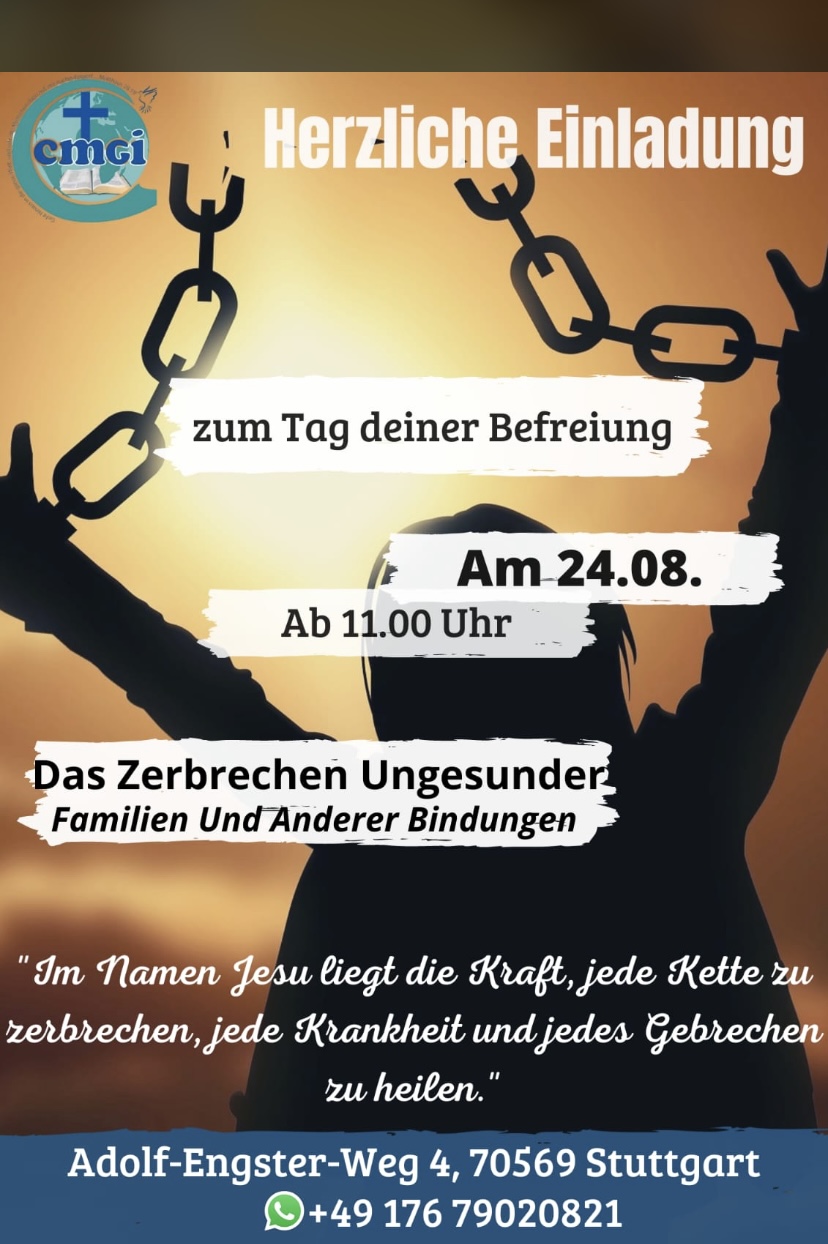 cmGi
Herzliche Einladung
zum Tag deiner Befreiung
Am 24.08.
Ab 11.00 Uhr
Das Zerbrechen Ungesunder
Familien Und Anderer Bindungen
"Im Namen Jesu liegt die Kraft, jede Kette zu
zerbrechen, jede Krankheit und jedes Gebrechen
zu heilen."
Adolf-Engster-Weg 4, 70569 Stuttgart
+49 176 79020821